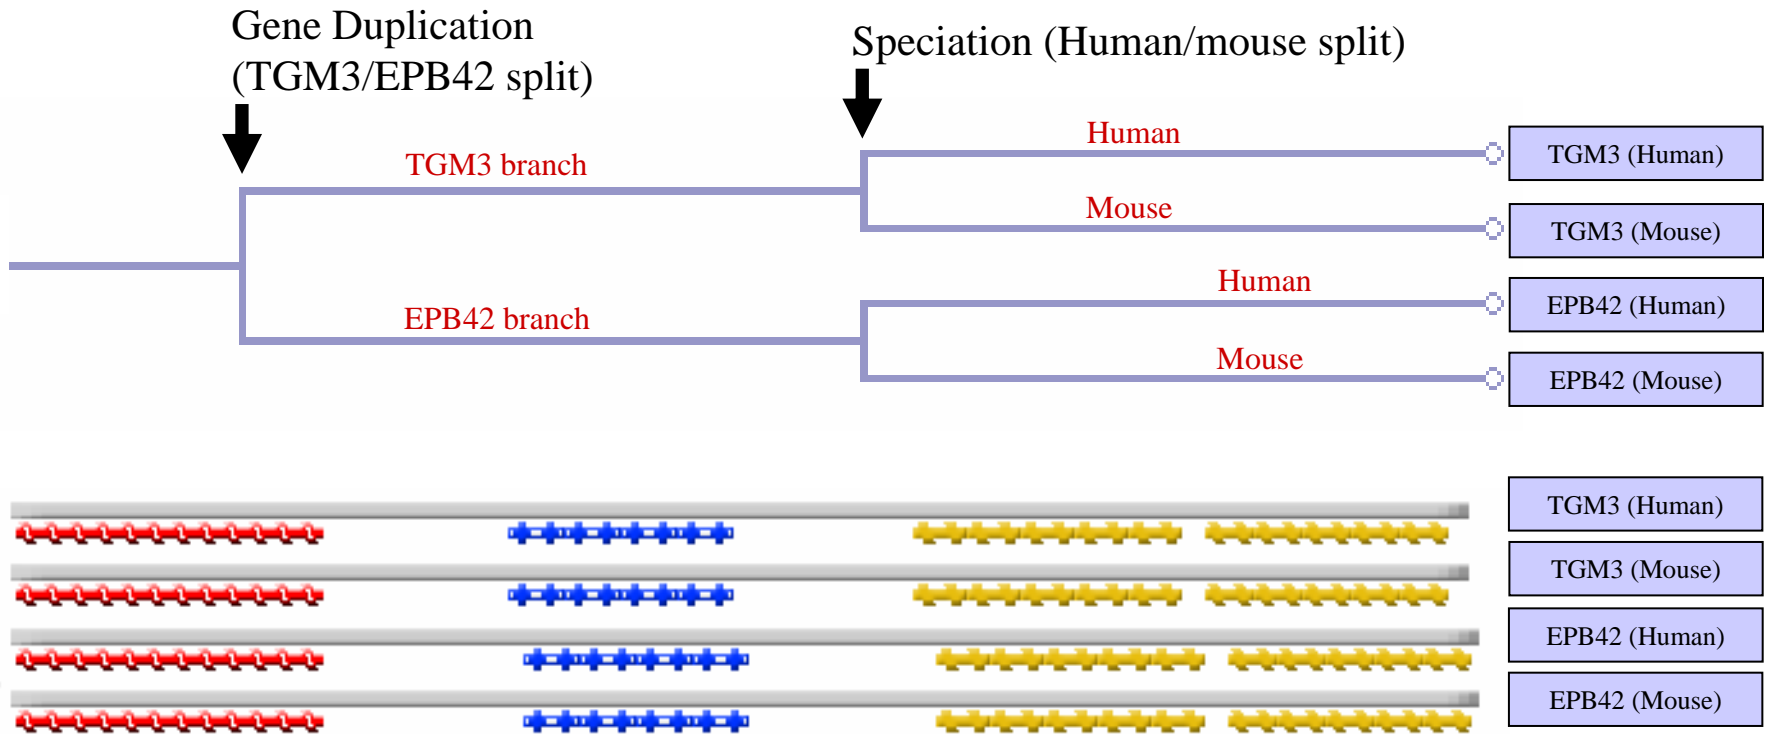 Gene Duplication
(TGM3/EPB42 split)
Speciation (Human/mouse split)
TGM3 branch
Human
Mouse
EPB42 branch
Human
Mouse
TGM3 (Human)
TGM3 (Mouse)
EPB42 (Human)
EPB42 (Mouse)
TGM3 (Human)
TGM3 (Mouse)
EPB42 (Human)
EPB42 (Mouse)